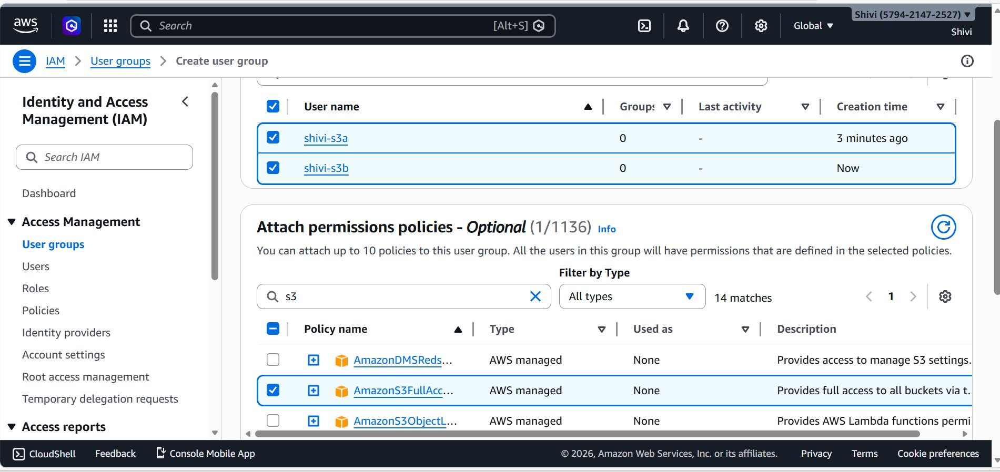 aws
Search
[Alt+S]
Global
Shivi (5794-2147-2527)
Shivi
IAM
User groups
Create user group
Identity and Access
Management (IAM)
Search IAM
Dashboard
Access Management
User groups
Users
Roles
Policies
Identity providers
Account settings
Root access management
Temporary delegation requests
Access reports
User name
Groups
Last activity
Creation time
shivi-s3a
0
-
3 minutes ago
shivi-s3b
0
-
Now
Attach permissions policies - Optional (1/1136) Info
You can attach up to 10 policies to this user group. All the users in this group will have permissions that are defined in the selected policies.
Filter by Type
s3
All types
14 matches
1
Policy name
Type
Used as
Description
AmazonDMSReds...
AWS managed
None
Provides access to manage S3 settings.
AmazonS3FullAcc...
AWS managed
None
Provides full access to all buckets via t.
AmazonS3ObjectL...
AWS managed
None
Provides AWS Lambda functions permi
CloudShell
Feedback
Console Mobile App
© 2026, Amazon Web Services, Inc. or its affiliates.
Privacy
Terms
Cookie preferences